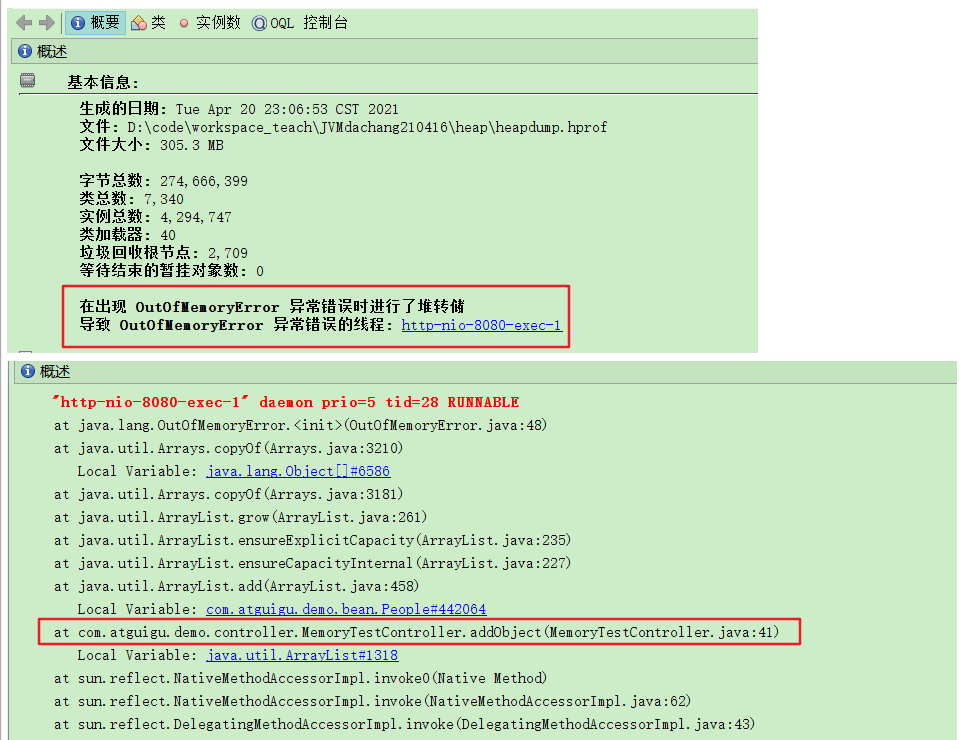 概要 类 实例数 OQL 控制台
概述
基本信息:
生成的日期: Tue Apr 20 23:06:53 CST 2021
文件: D:\code\workspace_teach\JVMdachang210416\heap\heapdump.hprof
文件大小: 305.3 MB
字节总数: 274,666,399
类总数: 7,340
实例总数: 4,294,747
类加载器: 40
垃圾回收根节点: 2,709
等待结束的暂挂对象数: 0
在出现 OutOfMemoryError 异常错误时进行了堆转储
导致 OutOfMemoryError 异常错误的线程: http-nio-8080-exec-1
概述
"http-nio-8080-exec-1" daemon prio=5 tid=28 RUNNABLE
at java.lang.OutOfMemoryError.<init>(OutOfMemoryError.java:48)
at java.util.Arrays.copyOf(Arrays.java:3210)
Local Variable: java.lang.Object[]#6586
at java.util.Arrays.copyOf(Arrays.java:3181)
at java.util.ArrayList.grow(ArrayList.java:261)
at java.util.ArrayList.ensureExplicitCapacity(ArrayList.java:235)
at java.util.ArrayList.ensureCapacityInternal(ArrayList.java:227)
at java.util.ArrayList.add(ArrayList.java:458)
Local Variable: com.atguigu.demo.bean.People#442064
at com.atguigu.demo.controller.MemoryTestController.addObject(MemoryTestController.java:41)
Local Variable: java.util.ArrayList#1318
at sun.reflect.NativeMethodAccessorImpl.invoke0(Native Method)
at sun.reflect.NativeMethodAccessorImpl.invoke(NativeMethodAccessorImpl.java:62)
at sun.reflect.DelegatingMethodAccessorImpl.invoke(DelegatingMethodAccessorImpl.java:43)